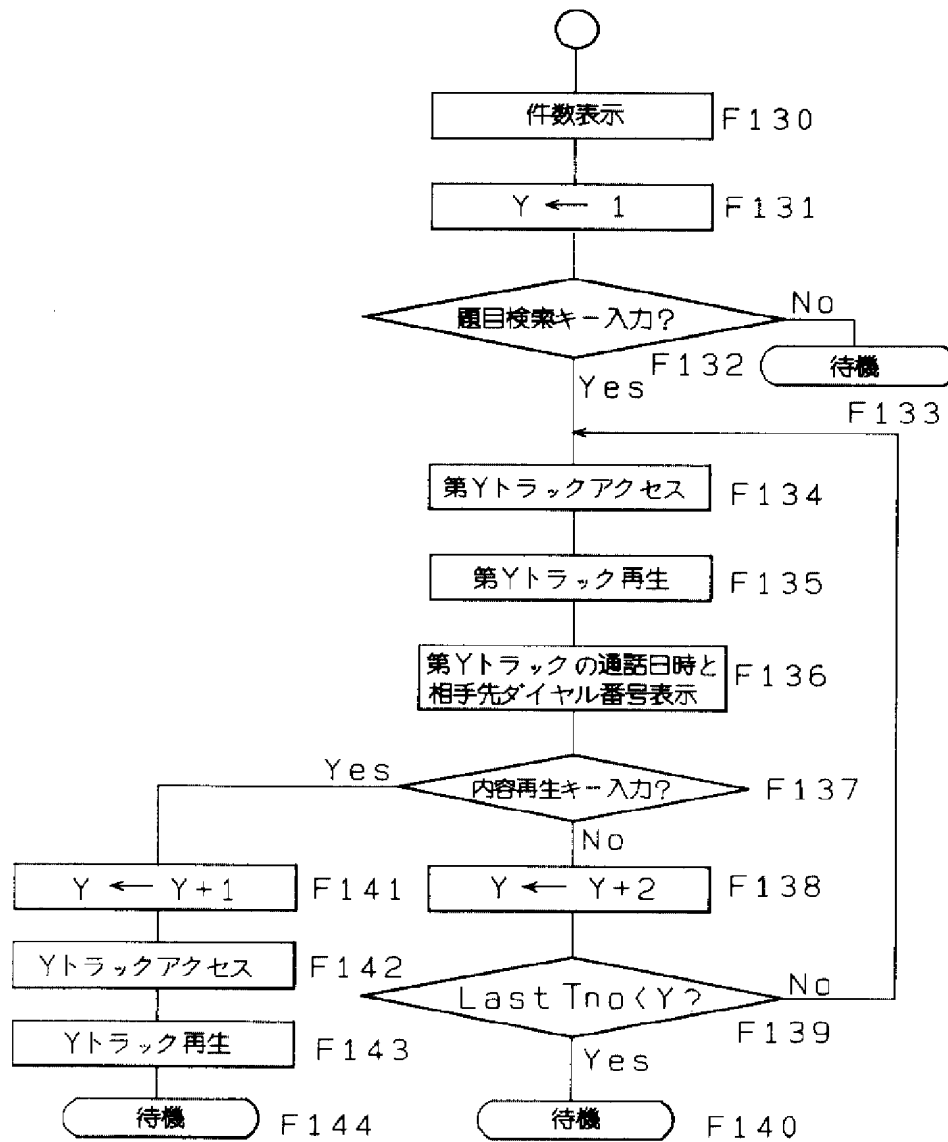 件数表示
F130
Y ← 1
F131
題目検索キー入力?
No
F132
待機
Yes
F133
第Yトラックアクセス
F134
第Yトラック再生
F135
第Yトラックの通話日時と
相手先ダイヤル番号表示
F136
Yes
内容再生キー入力?
F137
No
Y ← Y+1
F141
Y ← Y+2
F138
Yトラックアクセス
F142
Last Tno<Y?
No
F139
Yトラック再生
F143
Yes
待機
F144
待機
F140